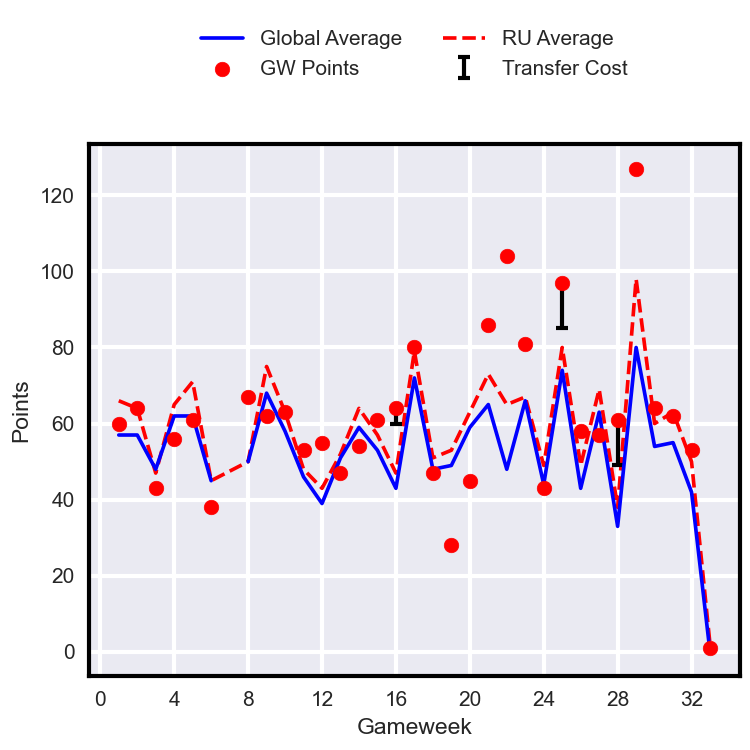 Global Average
RU Average
GW Points
Transfer Cost
120
100
80
60
40
20
0
Points
0 4 8 12 16 20 24 28 32
Gameweek